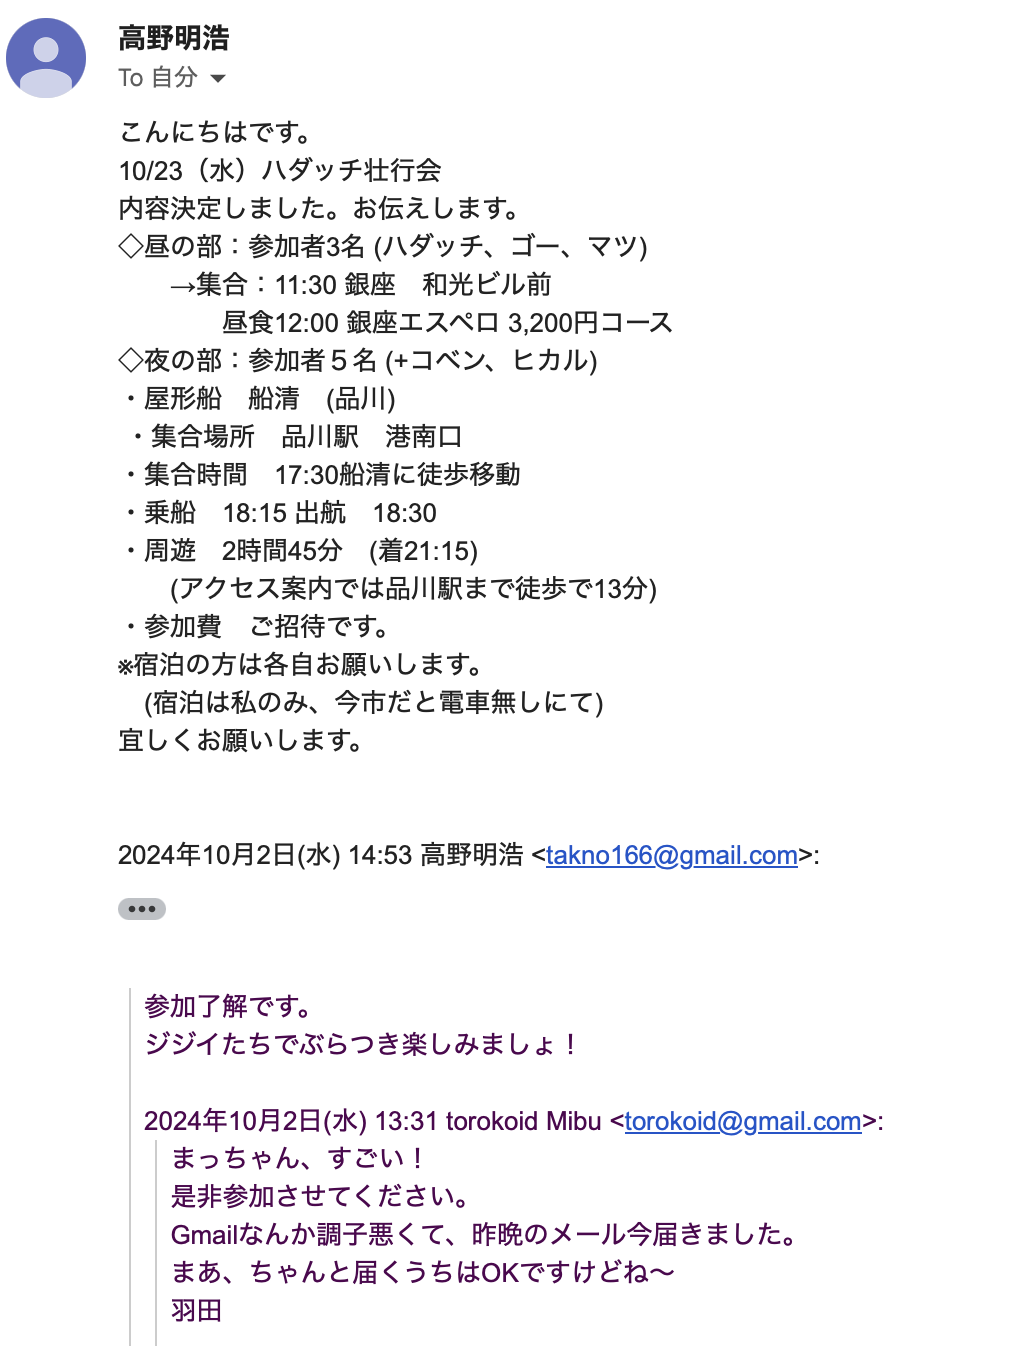 高野明浩
To 自分
こんにちはです。
10/23（水）ハダッチ壮行会
内容決定しました。お伝えします。
◇昼の部：参加者3名 (ハダッチ、ゴー、マツ)
　　→集合：11:30 銀座　和光ビル前
　　　　昼食12:00 銀座エスペロ 3,200円コース
◇夜の部：参加者５名 (+コベン、ヒカル)
・屋形船　船清　(品川)
・集合場所　品川駅　港南口
・集合時間　17:30船清に徒歩移動
・乗船　18:15 出航　18:30
・周遊　2時間45分　(着21:15)
　　(アクセス案内では品川駅まで徒歩で13分)
・参加費　ご招待です。
※宿泊の方は各自お願いします。
　(宿泊は私のみ、今市だと電車無しにて)
宜しくお願いします。
2024年10月2日(水) 14:53 高野明浩 <takno166@gmail.com>:
参加了解です。
ジジイたちでぶらつき楽しみましょ！
2024年10月2日(水) 13:31 torokoid Mibu <torokoid@gmail.com>:
まっちゃん、すごい！
是非参加させてください。
Gmailなんか調子悪くて、昨晩のメール今届きました。
まあ、ちゃんと届くうちはOKですけどね〜
羽田